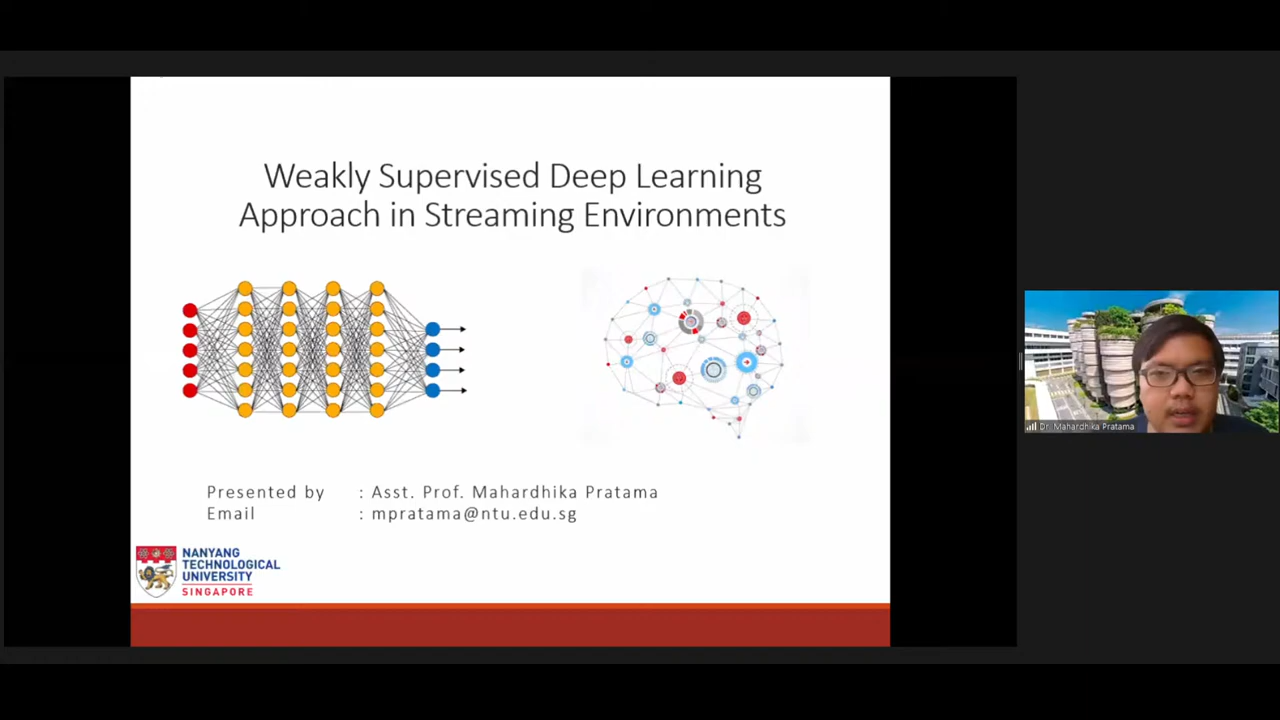 Weakly Supervised Deep Learning
Approach in Streaming Environments
Presented by : Asst. Prof. Mahardhika Pratama
Email : mpratama@ntu.edu.sg
NANYANG
TECHNOLOGICAL
UNIVERSITY
SINGAPORE
Dr. Mahardhika Pratama